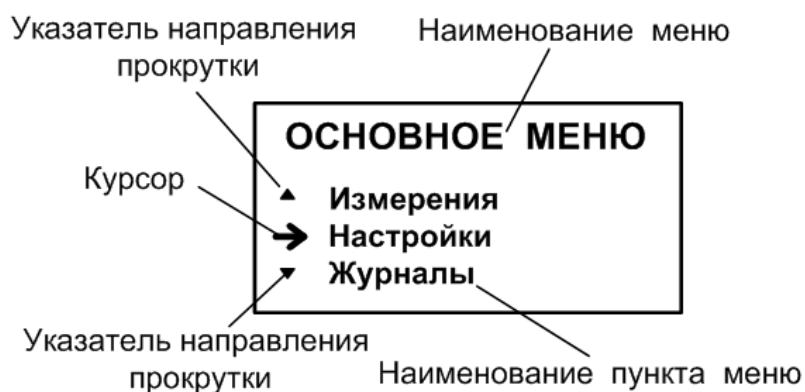 Указатель направления
прокрутки
Наименование меню
ОСНОВНОЕ МЕНЮ
Курсор
Измерения
Настройки
Журналы
Указатель направления
прокрутки
Наименование пункта меню